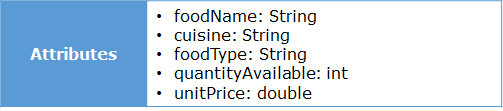 Attributes
• foodName: String
• cuisine: String
• foodType: String
• quantityAvailable: int
• unitPrice: double